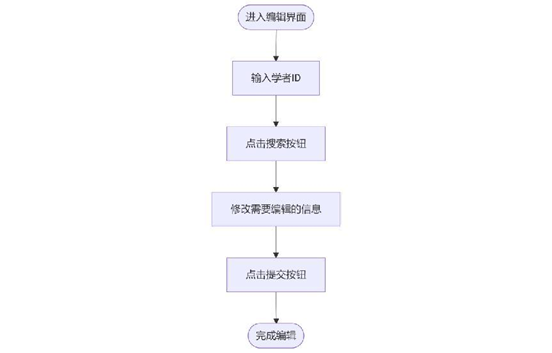 进入编辑界面
输入学者ID
点击搜索按钮
修改需要编辑的信息
点击提交按钮
完成编辑